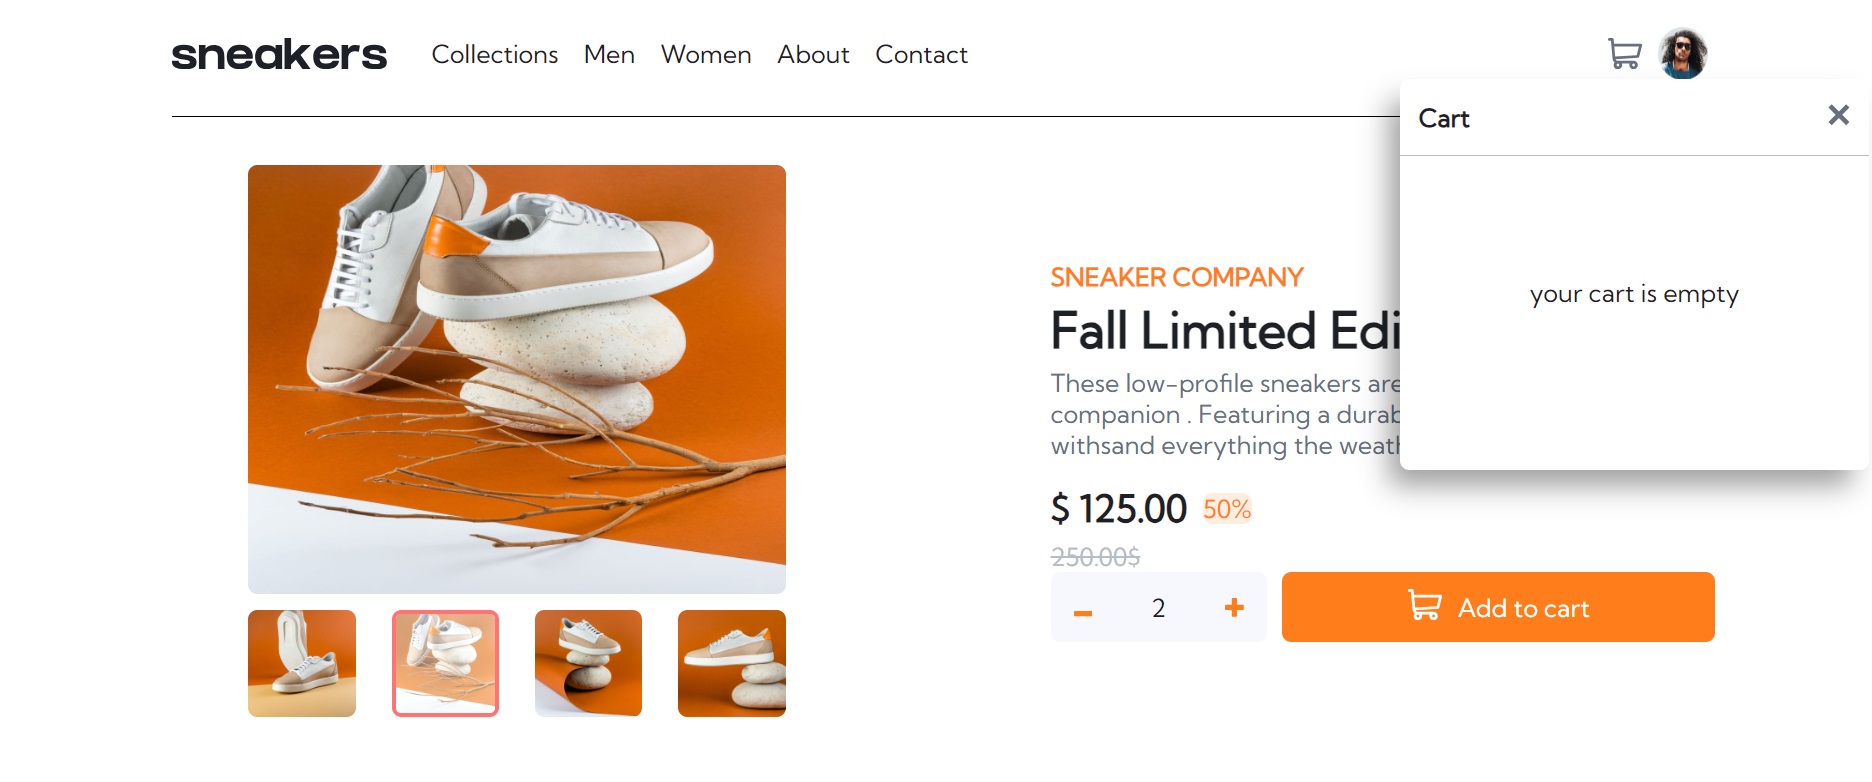 sneakers Collections Men Women About Contact
Cart
your cart is empty
SNEAKER COMPANY
Fall Limited Edi
These low-profile sneakers are
companion . Featuring a durab
withsand everything the weath
$ 125.00 50%
250.00$
2 Add to cart